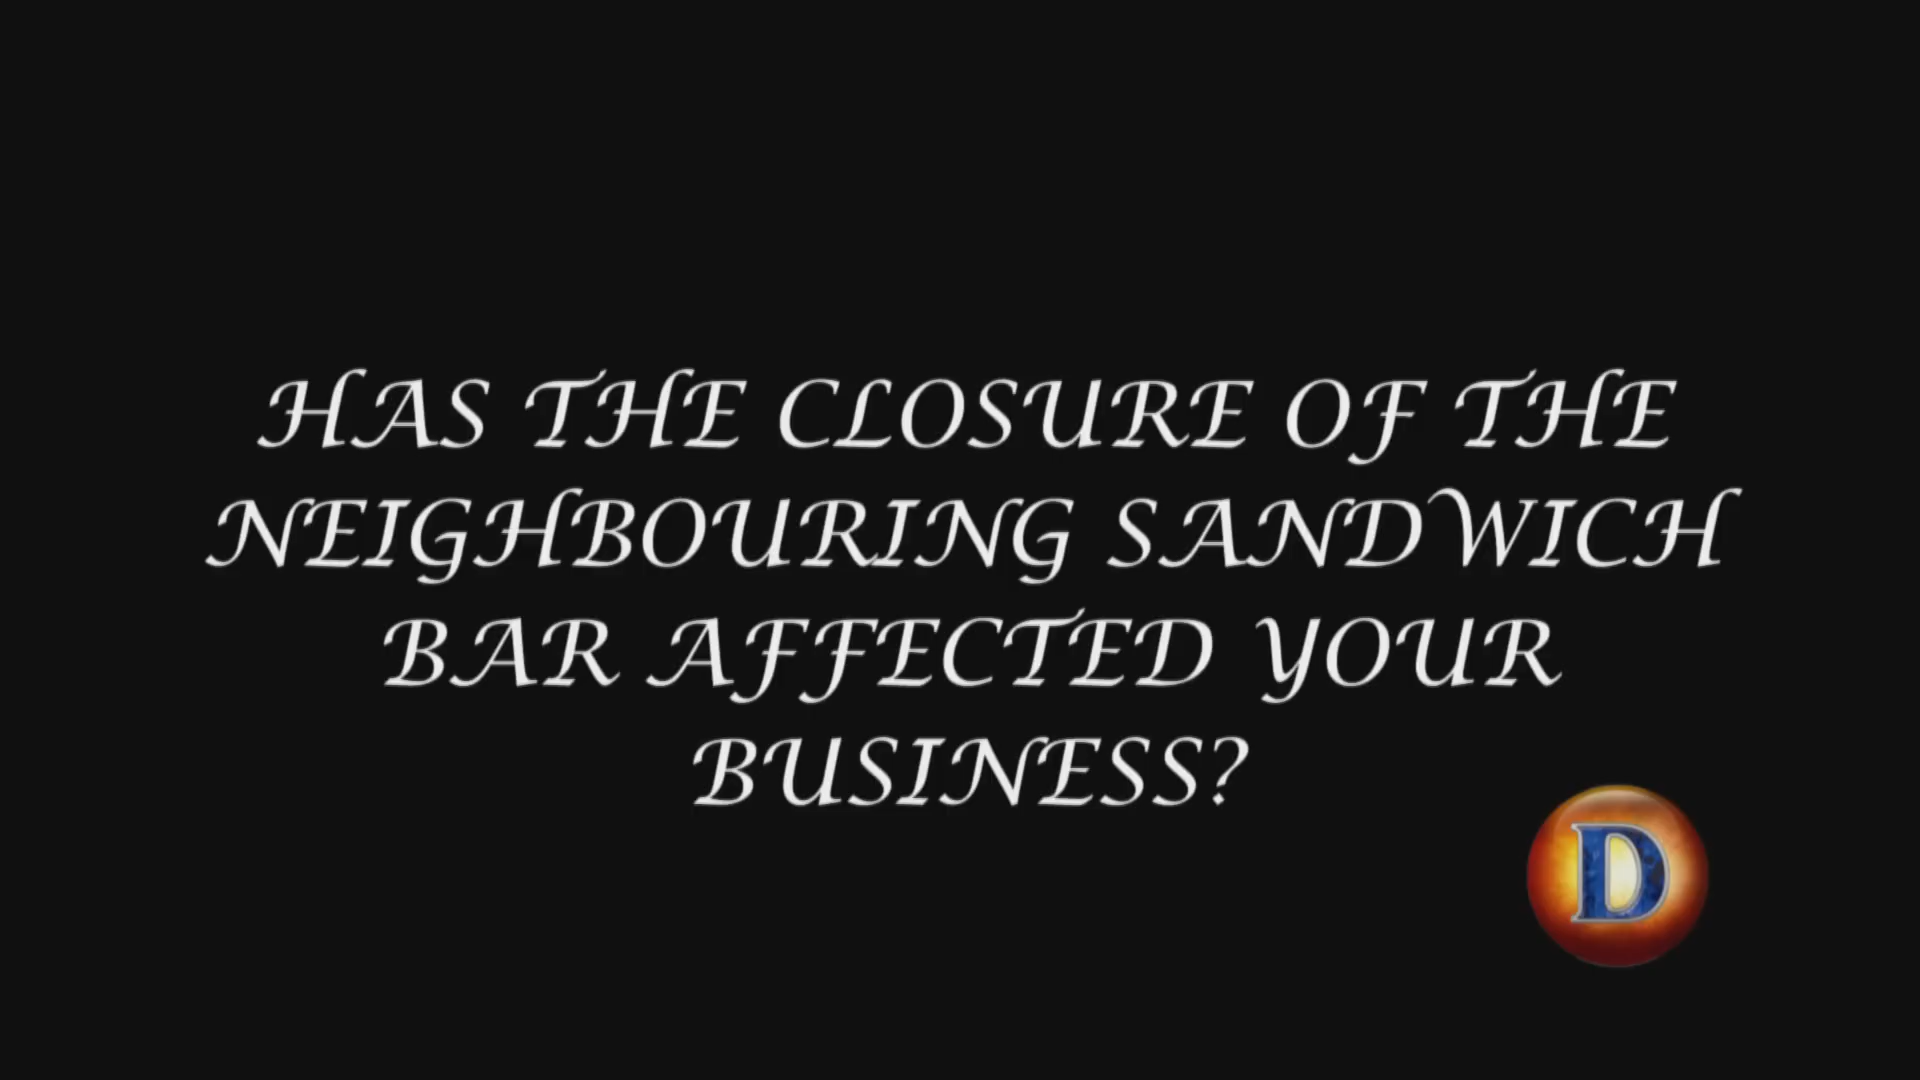 HAS THE CLOSURE OF THE
NEIGHBOURING SANDWICH
BAR AFFECTED YOUR
BUSINESS?
D